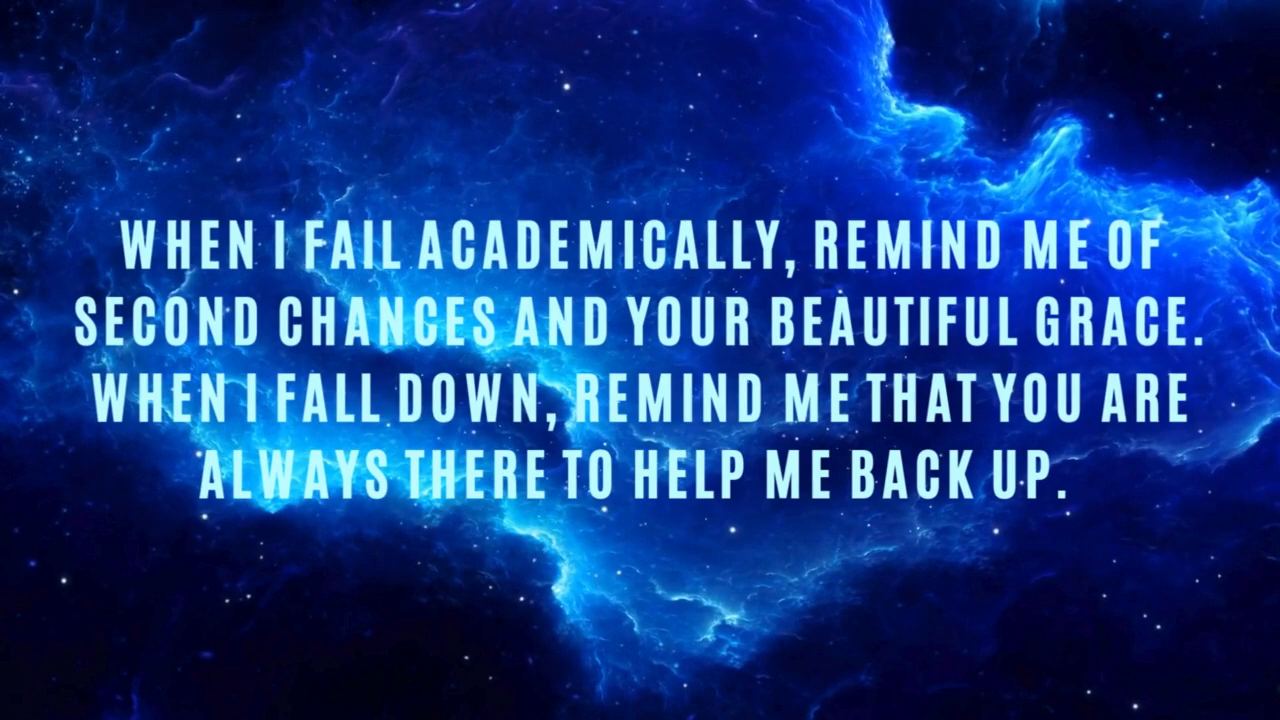 WHEN I FAIL ACADEMICALLY, REMIND ME OF
SECOND CHANCES AND YOUR BEAUTIFUL GRACE.
WHEN I FALL DOWN, REMIND ME THAT YOU ARE
ALWAYS THERE TO HELP ME BACK UP.